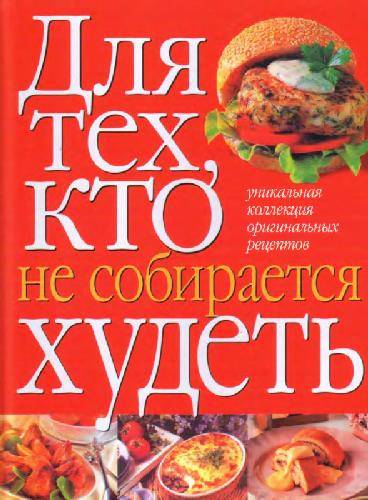 Для
тех,
кто
уникальная
коллекция
оригинальных
рецептов
не собирается
худеть